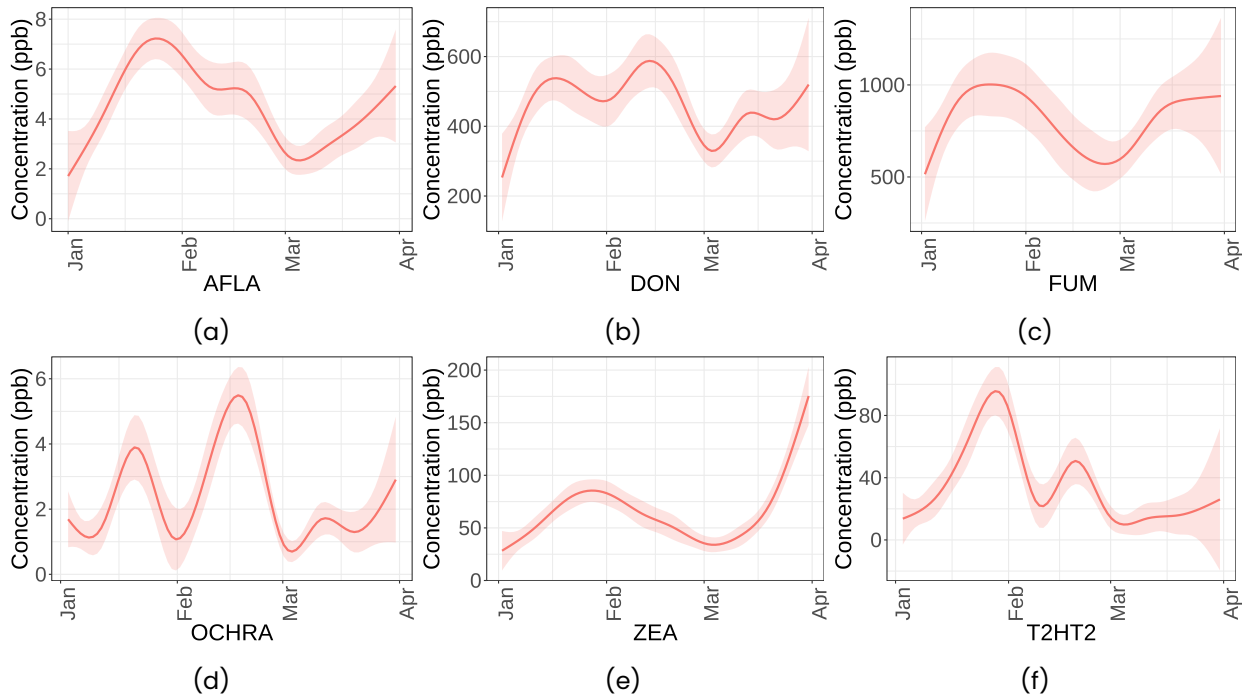 Concentration (ppb)
8
6
4
2
0
Jan
Feb
Mar
Apr
AFLA
(a)
Concentration (ppb)
600
400
200
Jan
Feb
Mar
Apr
DON
(b)
Concentration (ppb)
1000
500
Jan
Feb
Mar
Apr
FUM
(c)
Concentration (ppb)
6
4
2
0
Jan
Feb
Mar
Apr
OCHRA
(d)
Concentration (ppb)
200
150
100
50
0
Jan
Feb
Mar
Apr
ZEA
(e)
Concentration (ppb)
80
40
0
Jan
Feb
Mar
Apr
T2HT2
(f)